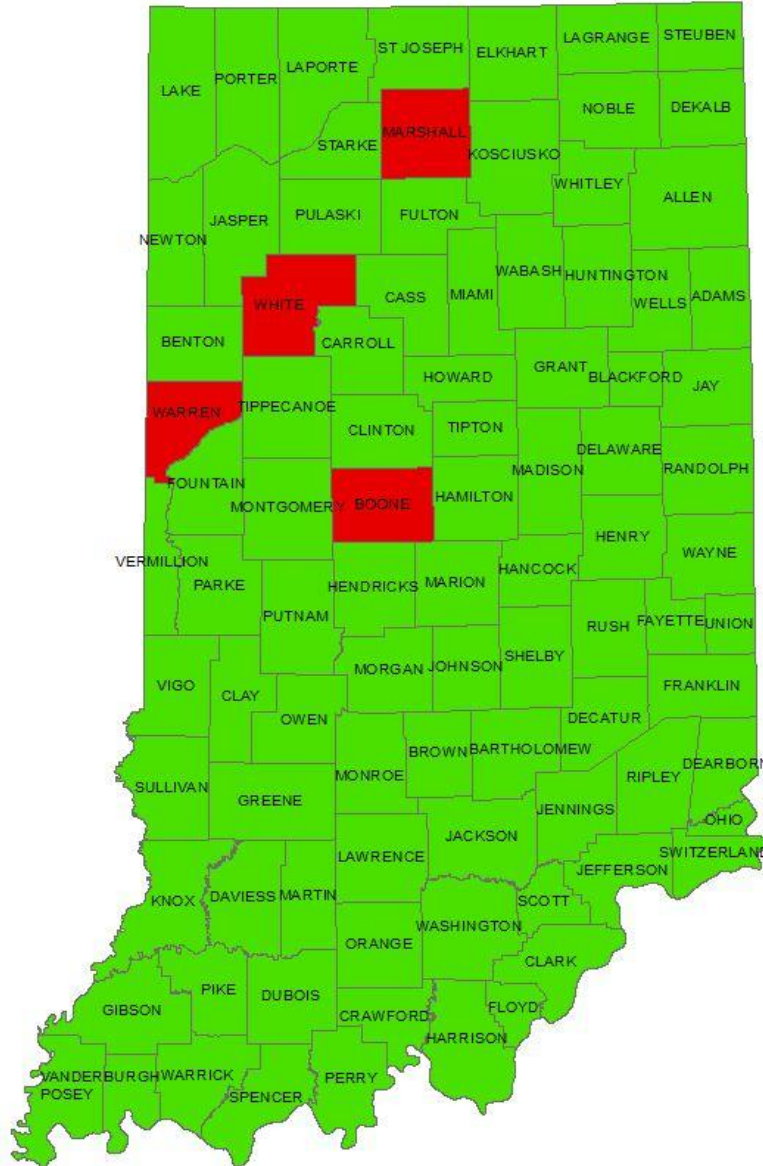 ST JOSEPH
ELKHART
LAGRANGE
STEUBEN
LAKE
PORTER
LAPORTE
NOBLE
DEKALB
MARSHALL
STARKE
KOSCIUSKO
WHITLEY
ALLEN
NEWTON
JASPER
PULASKI
FULTON
WABASH
HUNTINGTON
MIAMI
CASS
WHITE
WELLS
ADAMS
BENTON
CARROLL
HOWARD
GRANT
BLACKFORD
JAY
WARREN
TIPPECANOE
CLINTON
TIPTON
DELAWARE
MADISON
RANDOLPH
FOUNTAIN
MONTGOMERY
BOONE
HAMILTON
HENRY
WAYNE
VERMILLION
PARKE
PUTNAM
HENDRICKS
MARION
HANCOCK
RUSH
FAYETTE
UNION
VIGO
CLAY
MORGAN
JOHNSON
SHELBY
FRANKLIN
OWEN
DECATUR
SULLIVAN
GREENE
MONROE
BROWN
BARTHOLOMEW
RIPLEY
DEARBORN
JENNINGS
OHIO
LAWRENCE
JACKSON
JEFFERSON
SWITZERLAND
KNOX
DAVIESS
MARTIN
SCOTT
WASHINGTON
ORANGE
CLARK
GIBSON
PIKE
DUBOIS
CRAWFORD
FLOYD
HARRISON
VANDER BURGH
POSEY
WARRICK
SPENCER
PERRY